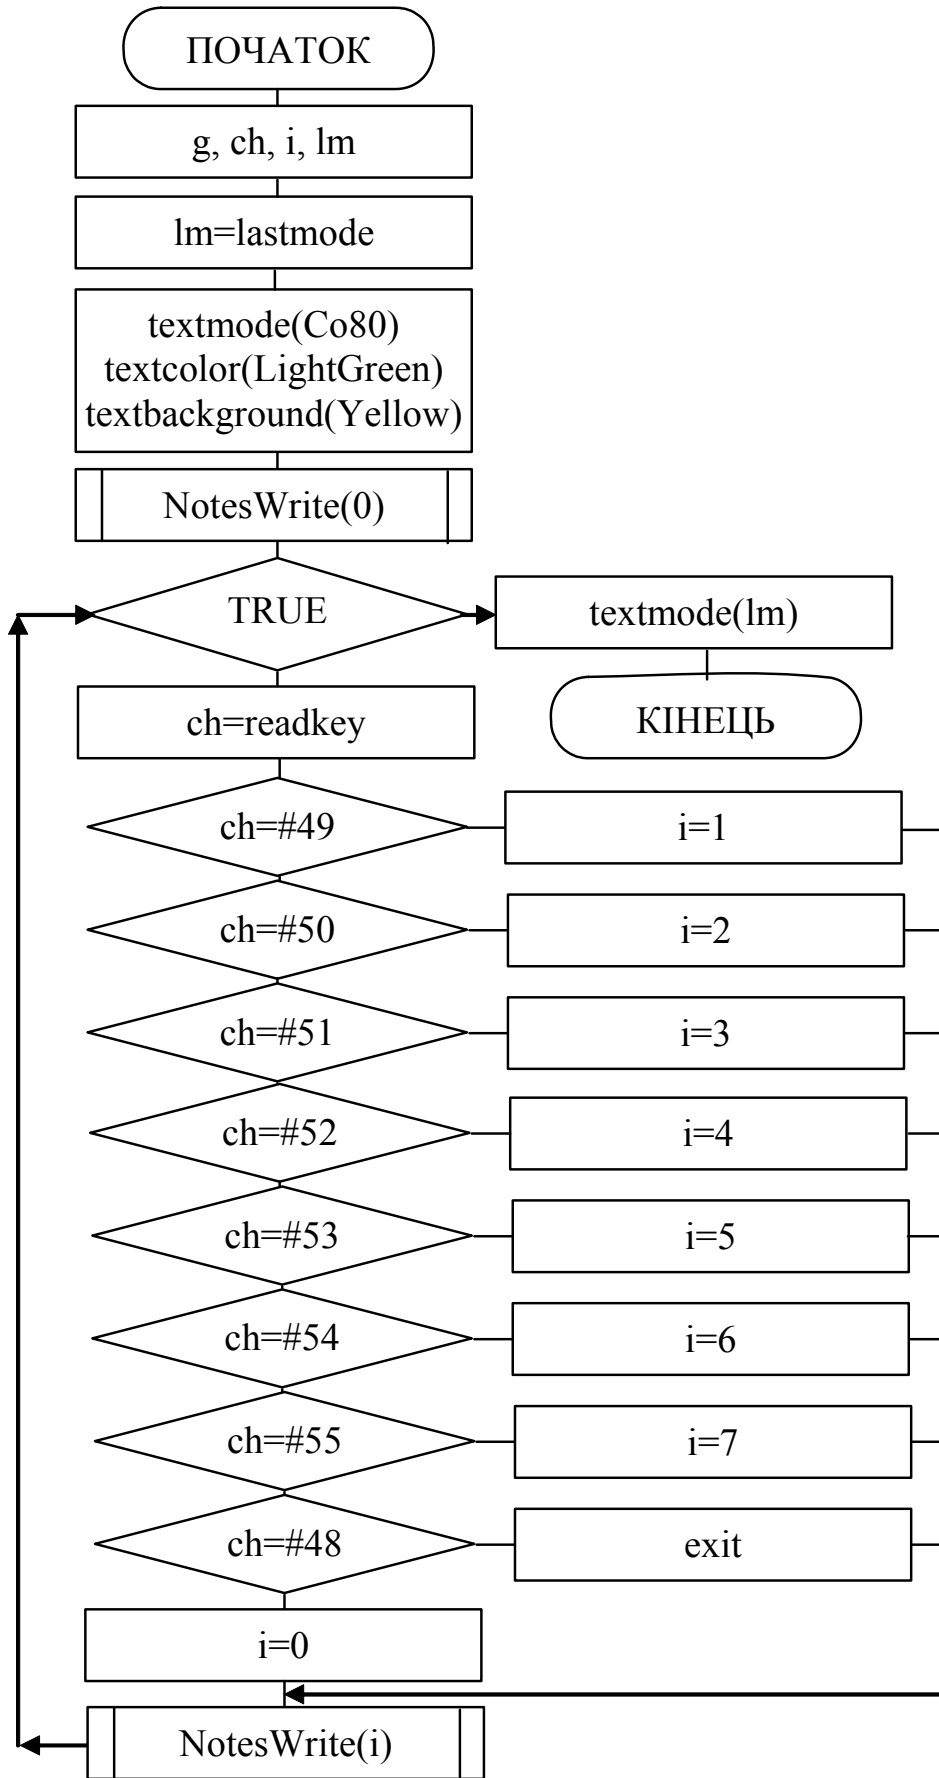 ПОЧАТОК
g, ch, i, lm
lm=lastmode
textmode(Co80)
textcolor(LightGreen)
textbackground(Yellow)
NotesWrite(0)
TRUE
textmode(lm)
ch=readkey
КІНЕЦЬ
ch=#49
i=1
ch=#50
i=2
ch=#51
i=3
ch=#52
i=4
ch=#53
i=5
ch=#54
i=6
ch=#55
i=7
ch=#48
exit
i=0
NotesWrite(i)